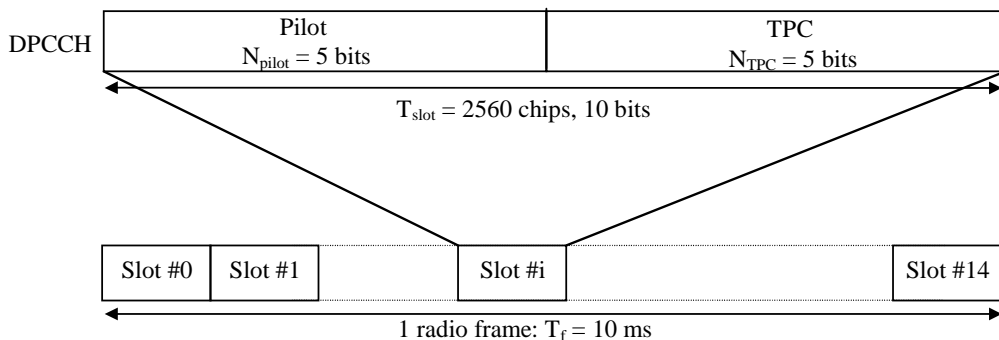 Pilot
TPC
DPCCH
N_pilot = 5 bits
N_TPC = 5 bits
T_slot = 2560 chips, 10 bits
Slot #0
Slot #1
Slot #i
Slot #14
1 radio frame: T_f = 10 ms